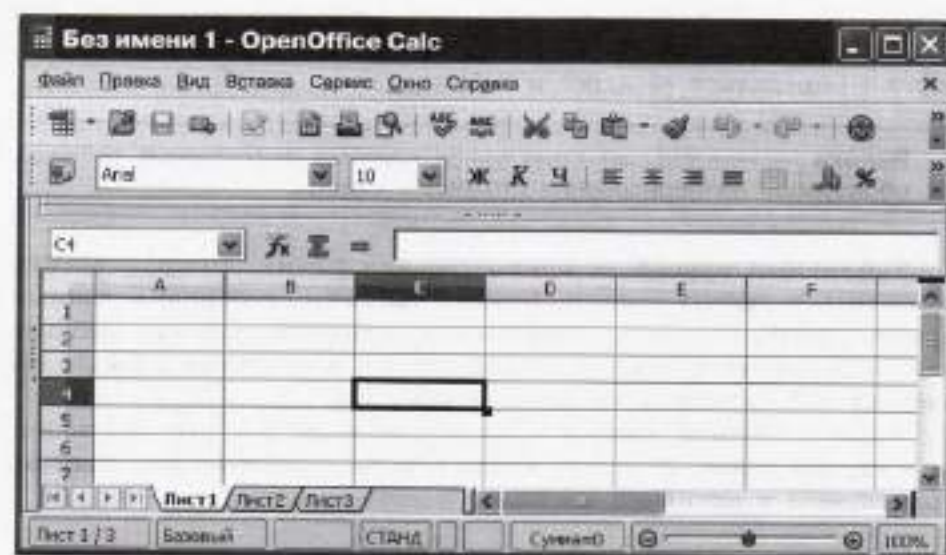 Без имени 1 - OpenOffice Calc
Файл Правка Вид Вставка Сервис Окно Справка
Arial 10 Ж К Ч %
C4 fx Σ =
A B C D E F
1
2
3
4
5
6
7
Лист1 Лист2 Лист3
Лист 1 / 3 Базовый СТАНД Сумма=0 100%